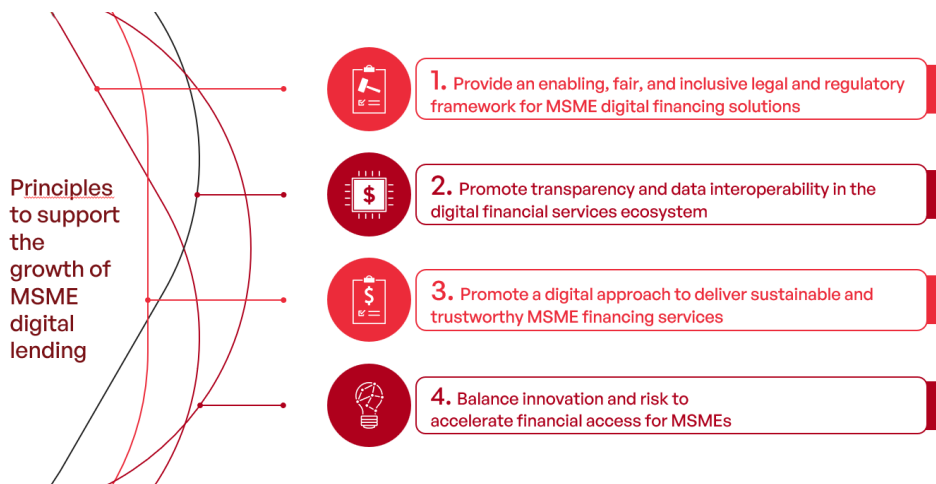 Principles
to support
the
growth of
MSME
digital
lending
1. Provide an enabling, fair, and inclusive legal and regulatory
framework for MSME digital financing solutions
2. Promote transparency and data interoperability in the
digital financial services ecosystem
$
3. Promote a digital approach to deliver sustainable and
trustworthy MSME financing services
$
4. Balance innovation and risk to
accelerate financial access for MSMEs